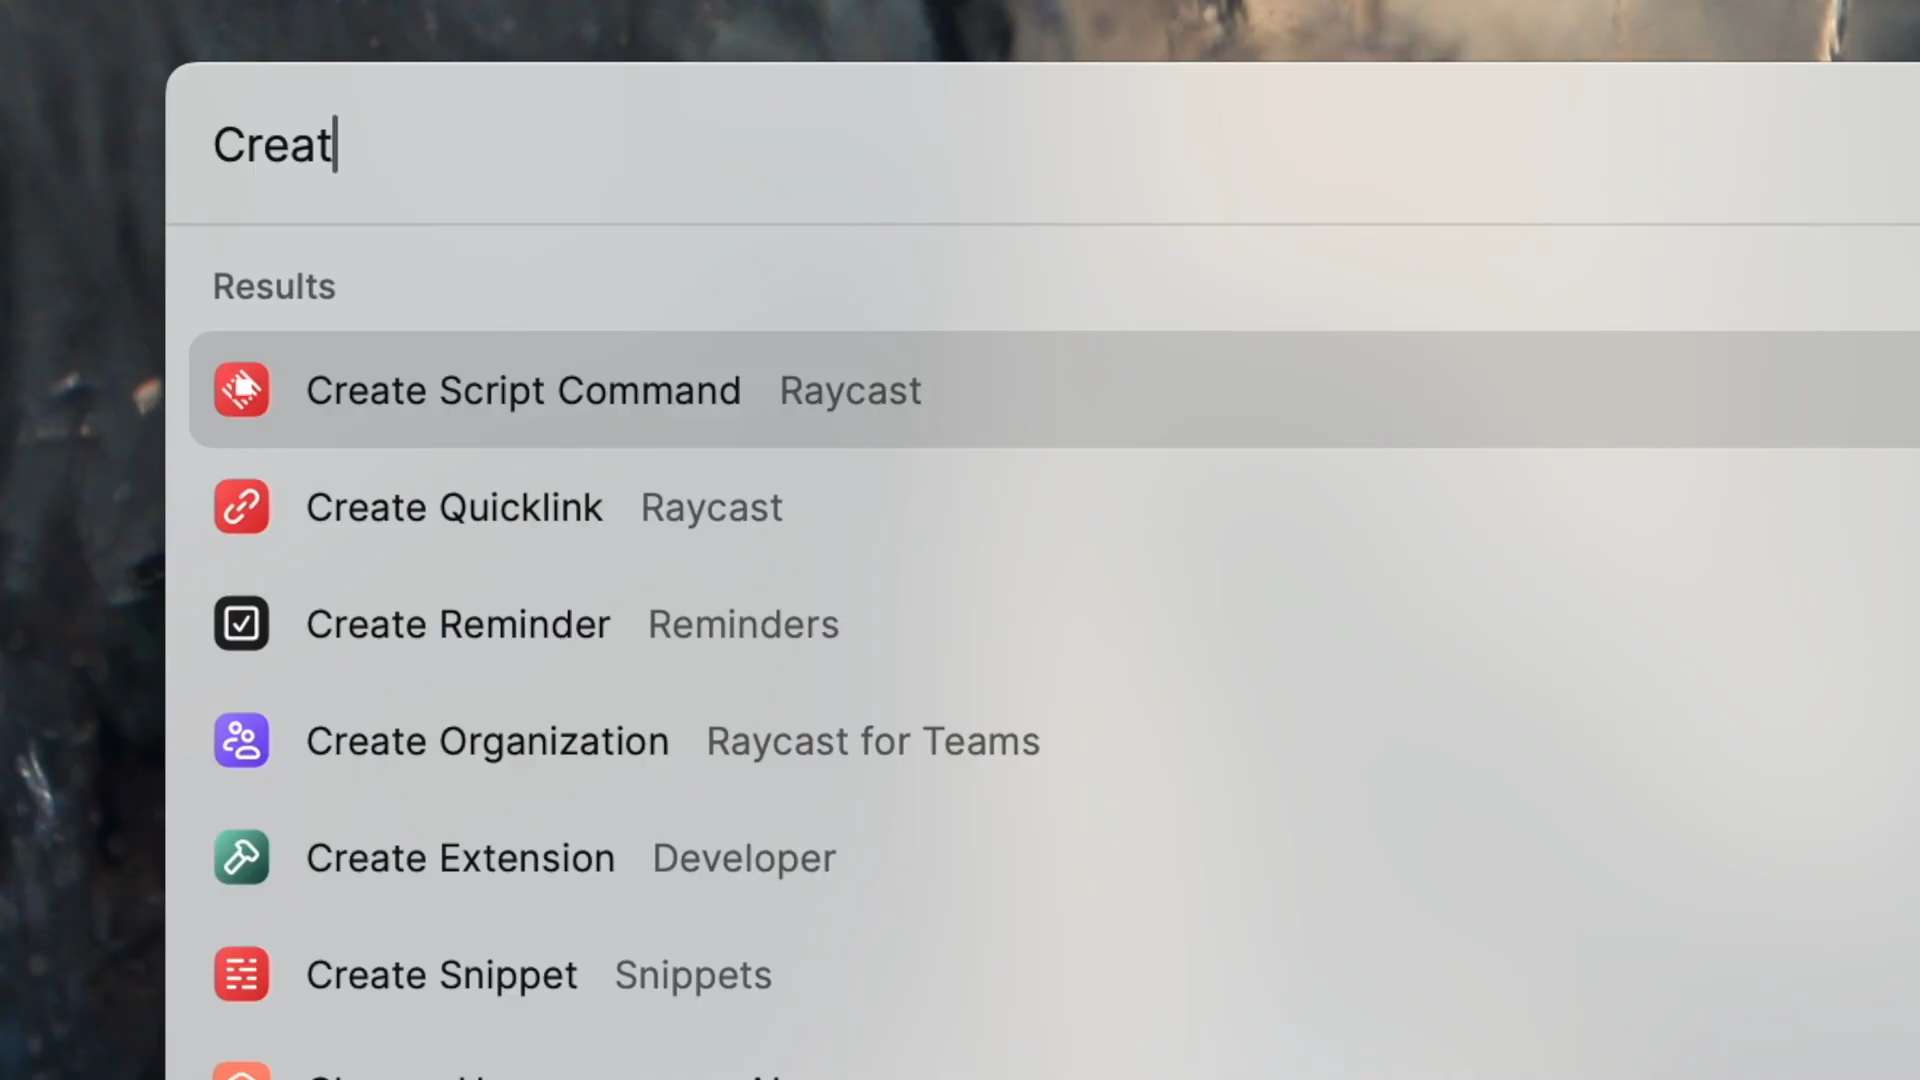 Creat
Results
Create Script Command Raycast
Create Quicklink Raycast
Create Reminder Reminders
Create Organization Raycast for Teams
Create Extension Developer
Create Snippet Snippets